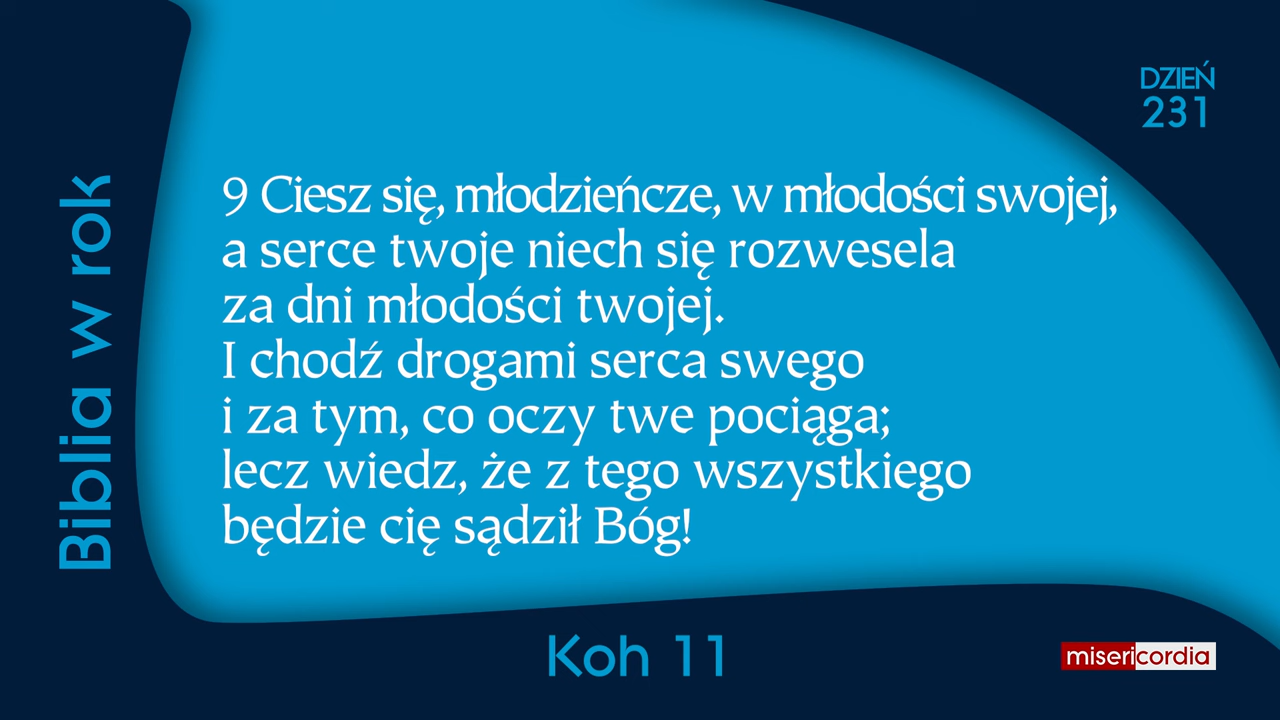 DZIEŃ
231
Biblia w rok
9 Ciesz się, młodzieńcze, w młodości swojej,
a serce twoje niech się rozwesela
za dni młodości twojej.
I chodź drogami serca swego
i za tym, co oczy twe pociąga;
lecz wiedz, że z tego wszystkiego
będzie cię sądził Bóg!
Koh 11
misericordia